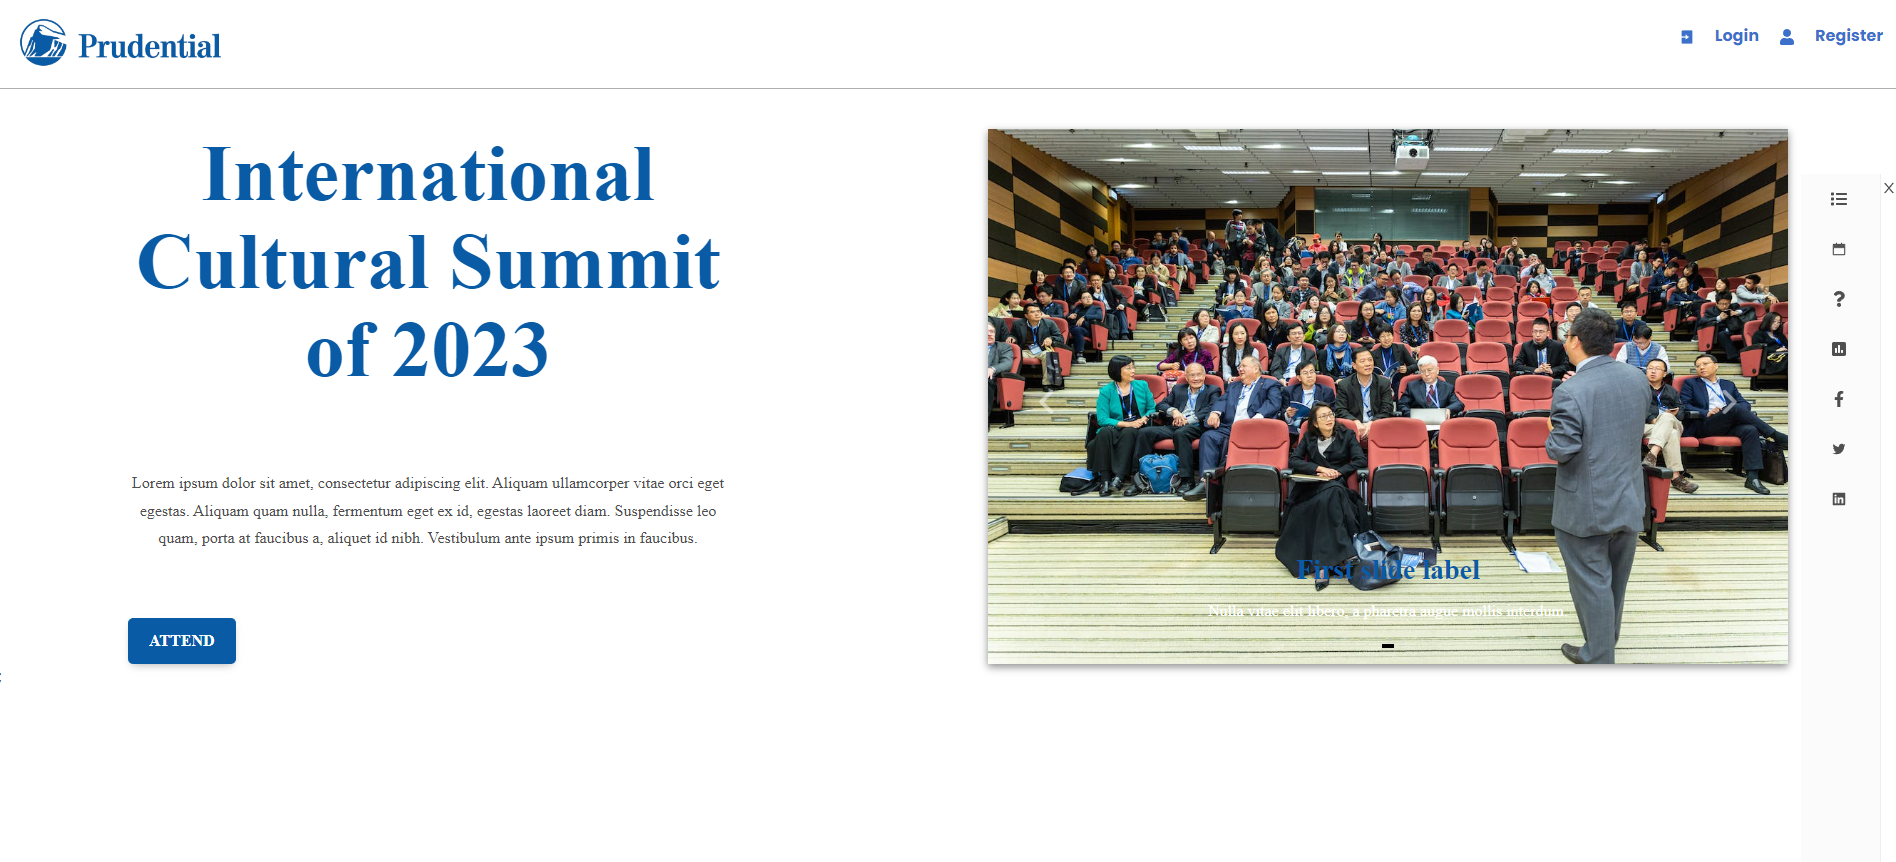 Prudential
Login
Register
International
Cultural Summit
of 2023
Lorem ipsum dolor sit amet, consectetur adipiscing elit. Aliquam ullamcorper vitae orci eget
egestas. Aliquam quam nulla, fermentum eget ex id, egestas laoreet diam. Suspendisse leo
quam, porta at faucibus a, aliquet id nibh. Vestibulum ante ipsum primis in faucibus.
ATTEND
First slide label
Nulla vitae elit libero, a pharetra augue mollis interdum.
X